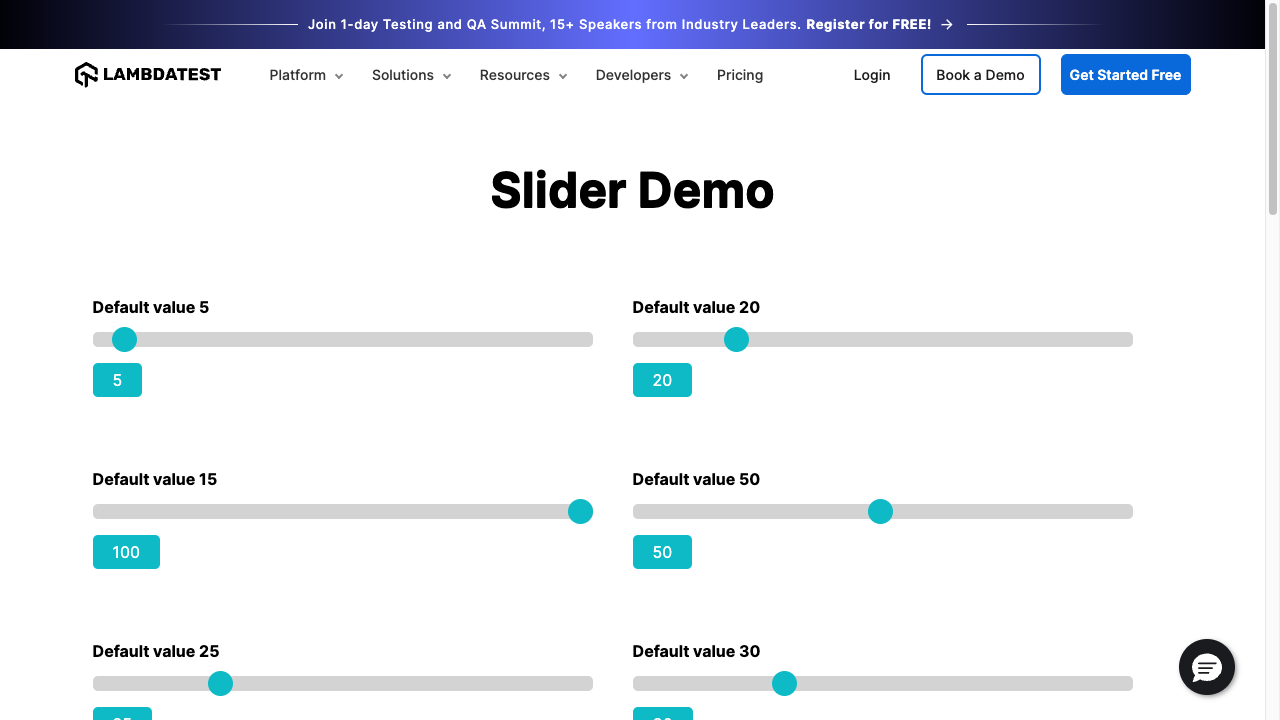 Join 1-day Testing and QA Summit, 15+ Speakers from Industry Leaders. Register for FREE! →
LAMBDATEST Platform Solutions Resources Developers Pricing Login Book a Demo Get Started Free
Slider Demo
Default value 5
5
Default value 20
20
Default value 15
100
Default value 50
50
Default value 25
Default value 30